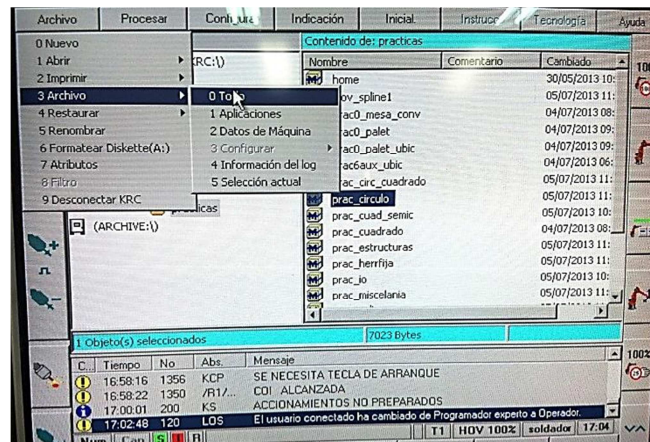 Archivo Procesar Configura Indicación Inicial. Instrucc. Tecnología Ayuda
0 Nuevo
1 Abrir
2 Imprimir
3 Archivo
4 Restaurar
5 Renombrar
6 Formatear Diskette(A:)
7 Atributos
8 Filtro
9 Desconectar KRC
0 Todo
1 Aplicaciones
2 Datos de Máquina
3 Configurar
4 Información del log
5 Selección actual
KRC:\)
(ARCHIVE:\)
Contenido de: practicas
Nombre Comentario Cambiado
home 30/05/2013 10:
ov_spline1 05/07/2013 11:
rac0_mesa_conv 04/07/2013 08:
rac0_palet 04/07/2013 09:
rac0_palet_ubic 04/07/2013 09:
rac6aux_ubic 04/07/2013 06:
rac_circ_cuadrado 05/07/2013 11:
prac_circulo 05/07/2013 11:
prac_cuad_semic 05/07/2013 10:
prac_cuadrado 04/07/2013 08:
prac_estructuras 05/07/2013 11:
prac_herrfija 05/07/2013 11:
prac_io 05/07/2013 10:
prac_miscelania 05/07/2013 11:
1 Objeto(s) seleccionados 7023 Bytes
C... Tiempo No Abs. Mensaje
16:58:16 1356 KCP SE NECESITA TECLA DE ARRANQUE
16:58:22 1350 /R1/... COI ALCANZADA
17:00:01 200 KS ACCIONAMIENTOS NO PREPARADOS
17:02:48 120 LOS El usuario conectado ha cambiado de Programador experto a Operador.
Num Cap S I R T1 HOV 100% soldador 17:04
100%